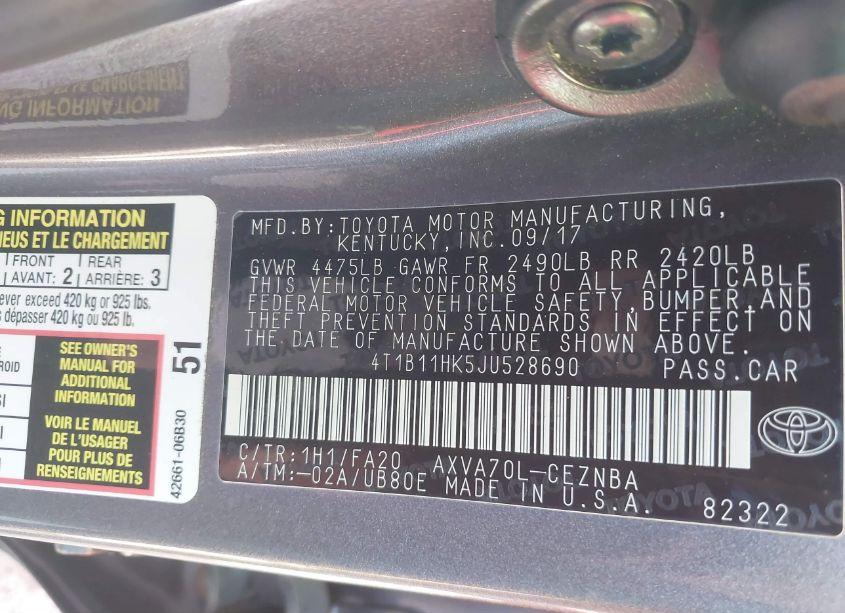 G INFORMATION
NEUS ET LE CHARGEMENT
FRONT REAR
AVANT: 2 ARRIÈRE: 3
ever exceed 420 kg or 925 lbs.
dépasser 420 kg ou 925 lb.
SEE OWNER'S
MANUAL FOR
ADDITIONAL
INFORMATION
VOIR LE MANUEL
DE L'USAGER
POUR PLUS DE
RENSEIGNEMENTS
51
42661-06B30
MFD.BY:TOYOTA MOTOR MANUFACTURING,
KENTUCKY,INC.09/17
GVWR 4475LB GAWR FR 2490LB RR 2420LB
THIS VEHICLE CONFORMS TO ALL APPLICABLE
FEDERAL MOTOR VEHICLE SAFETY,BUMPER,AND
THEFT PREVENTION STANDARDS IN EFFECT ON
THE DATE OF MANUFACTURE SHOWN ABOVE.
4T1B11HK5JU528690 PASS.CAR
C/TR:1H1/FA20 AXVA70L-CEZNBA
A/TM:-02A/UB80E MADE IN U.S.A.
82322